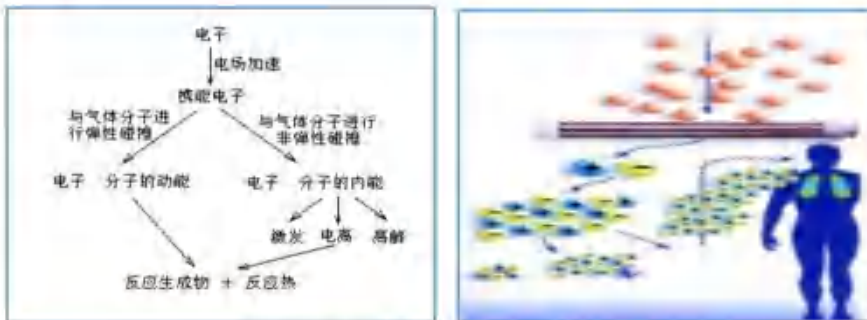 电子
电场加速
携能电子
与气体分子进
行弹性碰撞
与气体分子进行
非弹性碰撞
电子 分子的动能
电子 分子的内能
激发 电离 离解
反应生成物 + 反应热